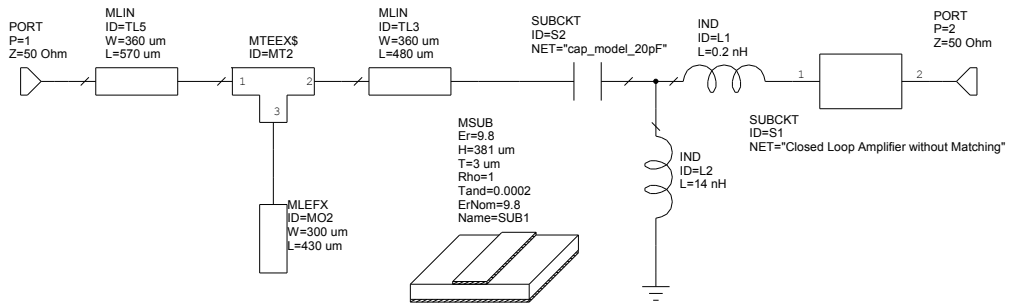 PORT
P=1
Z=50 Ohm
MLIN
ID=TL5
W=360 um
L=570 um
MTEEX$
ID=MT2
1
2
3
MLIN
ID=TL3
W=360 um
L=480 um
SUBCKT
ID=S2
NET="cap_model_20pF"
IND
ID=L1
L=0.2 nH
PORT
P=2
Z=50 Ohm
1
2
SUBCKT
ID=S1
NET="Closed Loop Amplifier without Matching"
MLEFX
ID=MO2
W=300 um
L=430 um
MSUB
Er=9.8
H=381 um
T=3 um
Rho=1
Tand=0.0002
ErNom=9.8
Name=SUB1
IND
ID=L2
L=14 nH